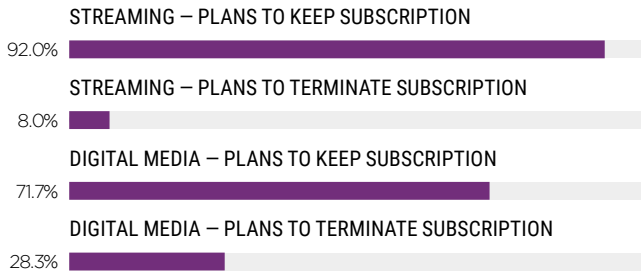 STREAMING — PLANS TO KEEP SUBSCRIPTION
92.0%
STREAMING — PLANS TO TERMINATE SUBSCRIPTION
8.0%
DIGITAL MEDIA — PLANS TO KEEP SUBSCRIPTION
71.7%
DIGITAL MEDIA — PLANS TO TERMINATE SUBSCRIPTION
28.3%